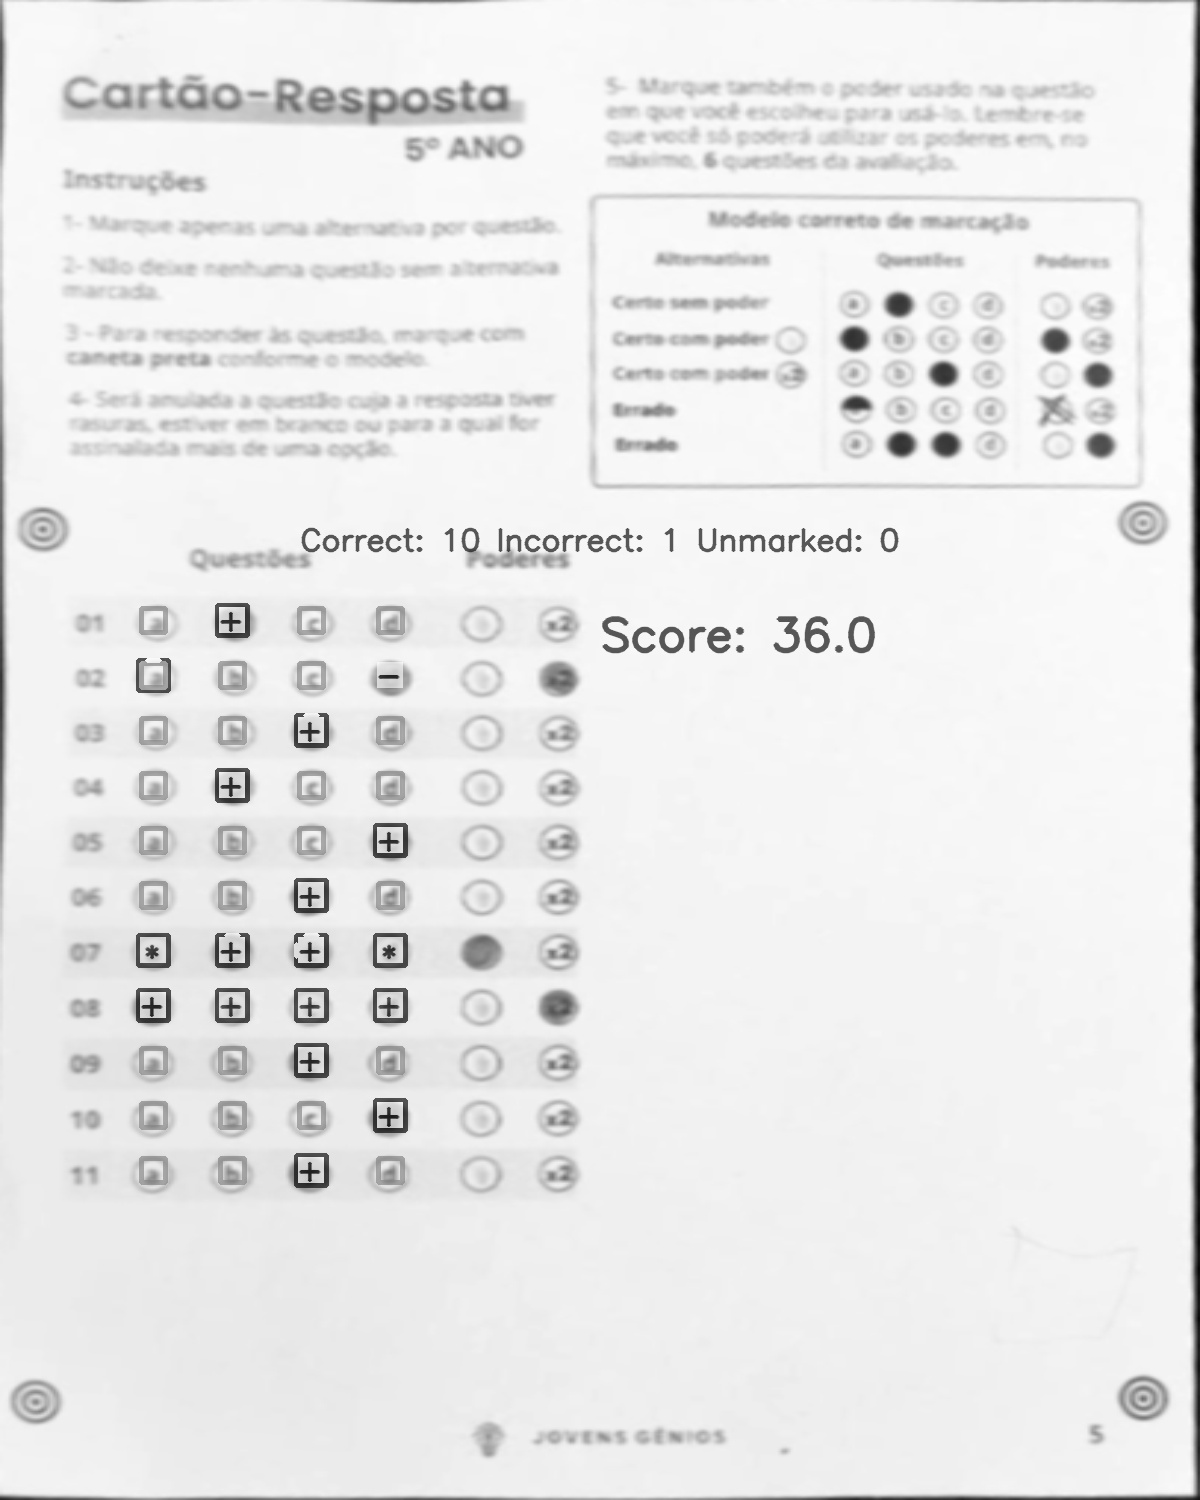 Cartão-Resposta
5º ANO
Instruções
1- Marque apenas uma alternativa por questão.
2- Não deixe nenhuma questão sem alternativa
marcada.
3 - Para responder às questão, marque com
caneta preta conforme o modelo.
4- Será anulada a questão cuja a resposta tiver
rasuras, estiver em branco ou para a qual for
assinalada mais de uma opção.
5- Marque também o poder usado na questão
em que você escolheu para usá-lo. Lembre-se
que você só poderá utilizar os poderes em, no
máximo, 6 questões da avaliação.
Modelo correto de marcação
Alternativas Questões Poderes
Certo sem poder a c d x2
Certo com poder b c d x2
Certo com poder x2 a b d
Errado b c d x2
Errado a d
Correct: 10 Incorrect: 1 Unmarked: 0
Questões Poderes
01 a + c d x2
Score: 36.0
02 a b c - x2
03 a b + d x2
04 a + c d x2
05 a b c + x2
06 a b + d x2
07 * + + * x2
08 + + + + x2
09 a b + d x2
10 a b c + x2
11 a b + d x2
JOVENS GÊNIOS
5